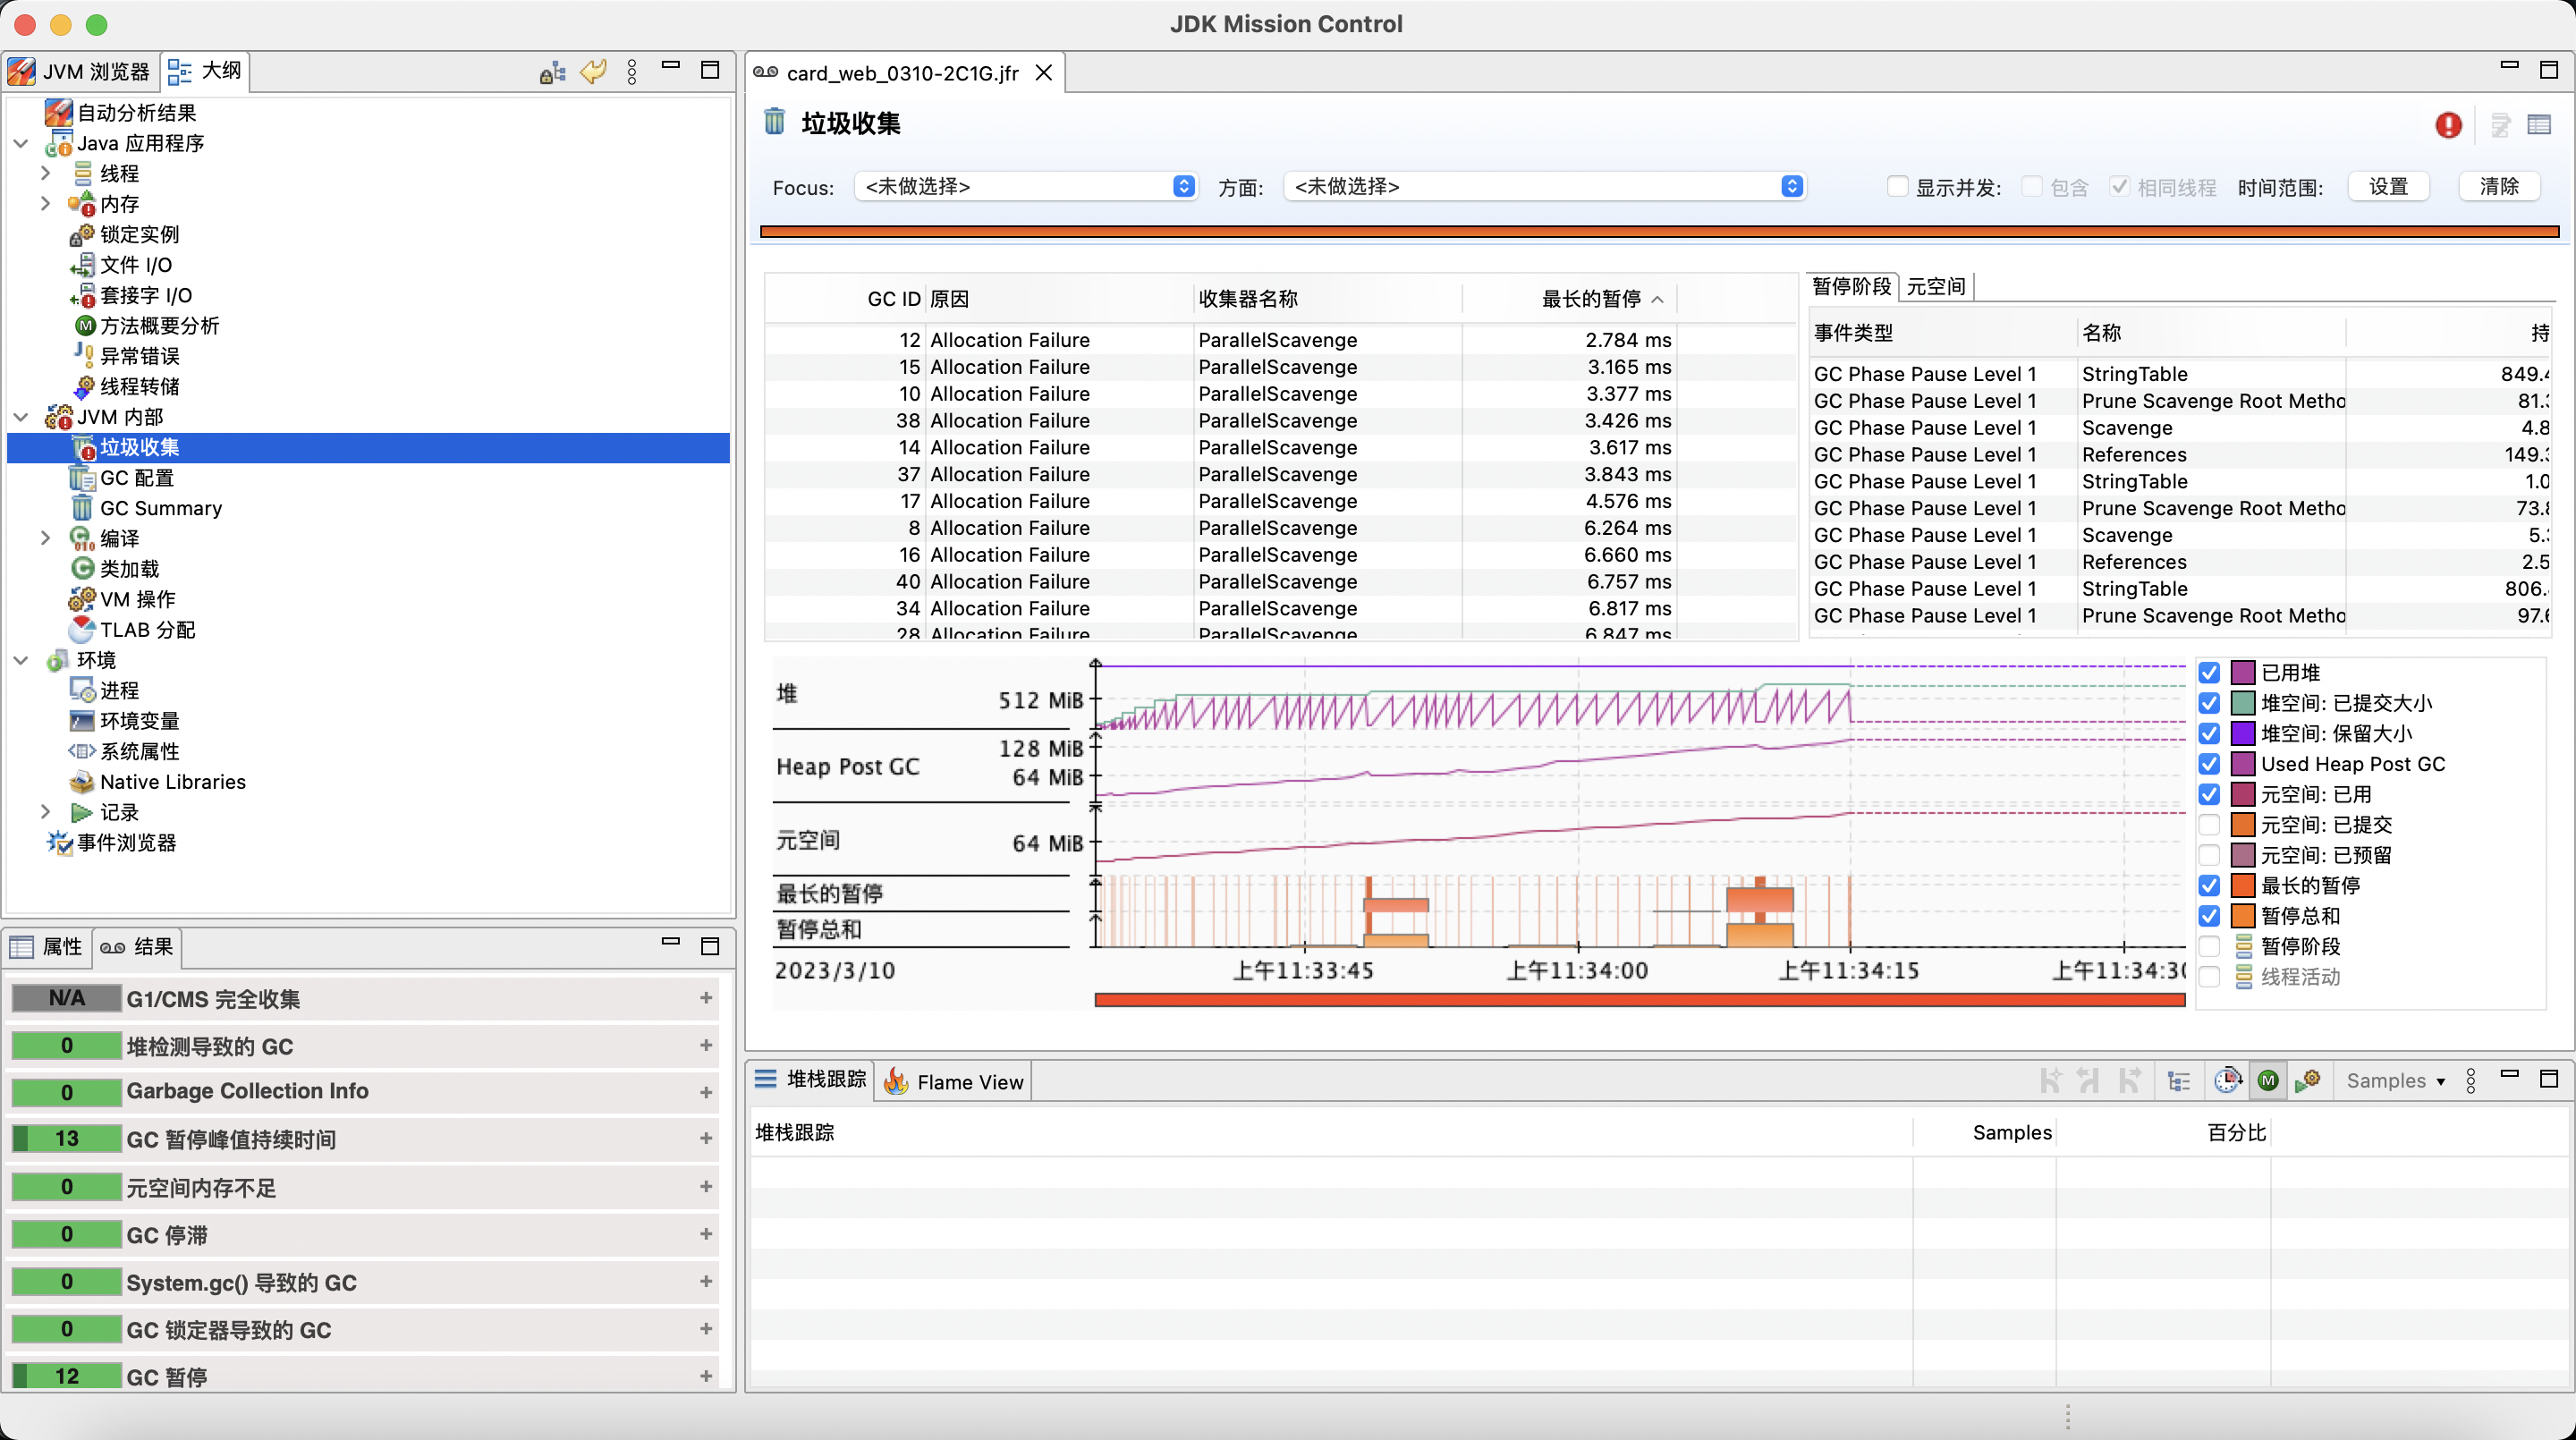 JDK Mission Control
JVM 浏览器
大纲
自动分析结果
Java 应用程序
线程
内存
锁定实例
文件 I/O
套接字 I/O
方法概要分析
异常错误
线程转储
JVM 内部
垃圾收集
GC 配置
GC Summary
编译
类加载
VM 操作
TLAB 分配
环境
进程
环境变量
系统属性
Native Libraries
记录
事件浏览器
属性
结果
N/A G1/CMS 完全收集 +
0 堆检测导致的 GC +
0 Garbage Collection Info +
13 GC 暂停峰值持续时间 +
0 元空间内存不足 +
0 GC 停滞 +
0 System.gc() 导致的 GC +
0 GC 锁定器导致的 GC +
12 GC 暂停 +
card_web_0310-2C1G.jfr
垃圾收集
Focus: <未做选择> 方面: <未做选择> 显示并发: 包含 相同线程 时间范围: 设置 清除
GC ID 原因 收集器名称 最长的暂停
12 Allocation Failure ParallelScavenge 2.784 ms
15 Allocation Failure ParallelScavenge 3.165 ms
10 Allocation Failure ParallelScavenge 3.377 ms
38 Allocation Failure ParallelScavenge 3.426 ms
14 Allocation Failure ParallelScavenge 3.617 ms
37 Allocation Failure ParallelScavenge 3.843 ms
17 Allocation Failure ParallelScavenge 4.576 ms
8 Allocation Failure ParallelScavenge 6.264 ms
16 Allocation Failure ParallelScavenge 6.660 ms
40 Allocation Failure ParallelScavenge 6.757 ms
34 Allocation Failure ParallelScavenge 6.817 ms
28 Allocation Failure ParallelScavenge 6.847 ms
暂停阶段 元空间
事件类型 名称 持
GC Phase Pause Level 1 StringTable 849.4
GC Phase Pause Level 1 Prune Scavenge Root Metho 81.3
GC Phase Pause Level 1 Scavenge 4.8
GC Phase Pause Level 1 References 149.3
GC Phase Pause Level 1 StringTable 1.0
GC Phase Pause Level 1 Prune Scavenge Root Metho 73.8
GC Phase Pause Level 1 Scavenge 5.
GC Phase Pause Level 1 References 2.5
GC Phase Pause Level 1 StringTable 806.
GC Phase Pause Level 1 Prune Scavenge Root Metho 97.6
堆 512 MiB
Heap Post GC 128 MiB
64 MiB
元空间 64 MiB
最长的暂停
暂停总和
2023/3/10 上午11:33:45 上午11:34:00 上午11:34:15 上午11:34:30
已用堆
堆空间: 已提交大小
堆空间: 保留大小
Used Heap Post GC
元空间: 已用
元空间: 已提交
元空间: 已预留
最长的暂停
暂停总和
暂停阶段
线程活动
堆栈跟踪 Flame View Samples
堆栈跟踪 Samples 百分比